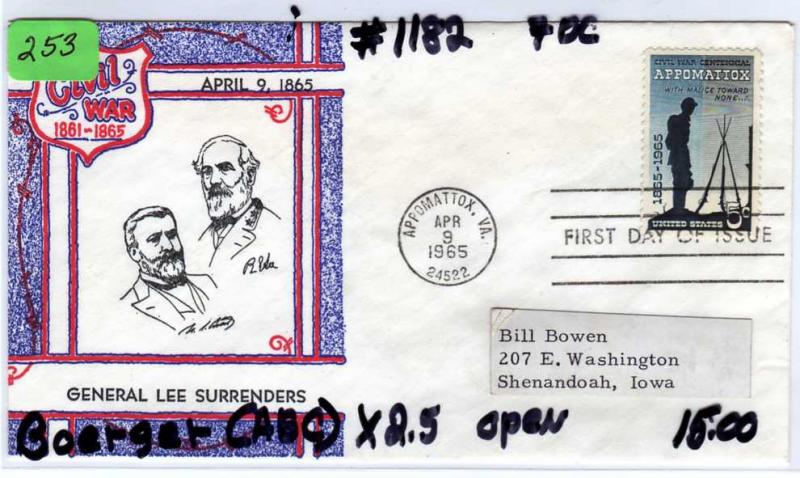 253
#1182 FDC
Civil
WAR
1861-1865
APRIL 9, 1865
CIVIL WAR CENTENNIAL
APPOMATTOX
WITH MALICE TOWARD
NONE...
1865-1965
UNITED STATES 5¢
APPOMATTOX, VA.
APR
9
1965
24522
FIRST DAY OF ISSUE
R E Lee
U. S. Grant
Bill Bowen
207 E. Washington
Shenandoah, Iowa
GENERAL LEE SURRENDERS
Boerger (ABC) X2.5 open 15.00